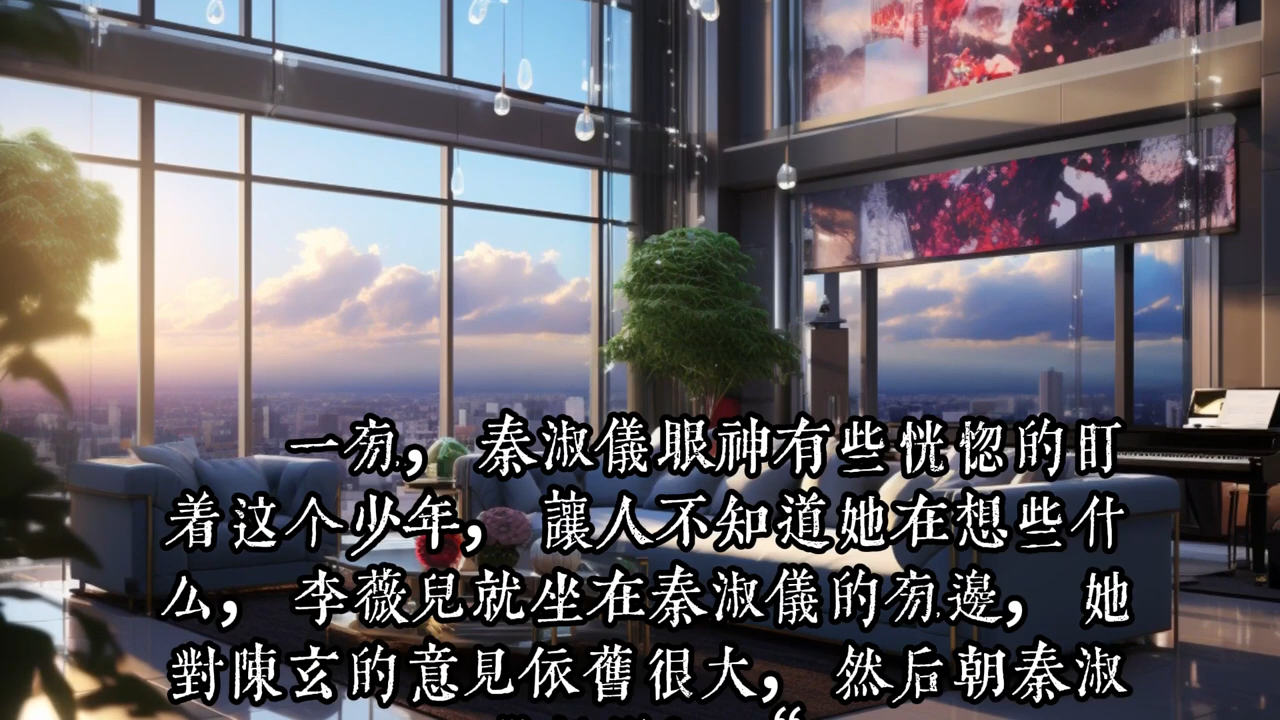 一旁，秦淑儀眼神有些恍惚的盯
着这个少年，讓人不知道她在想些什
么，李薇兒就坐在秦淑儀的旁邊，她
對陳玄的意見依舊很大，然后朝秦淑
“